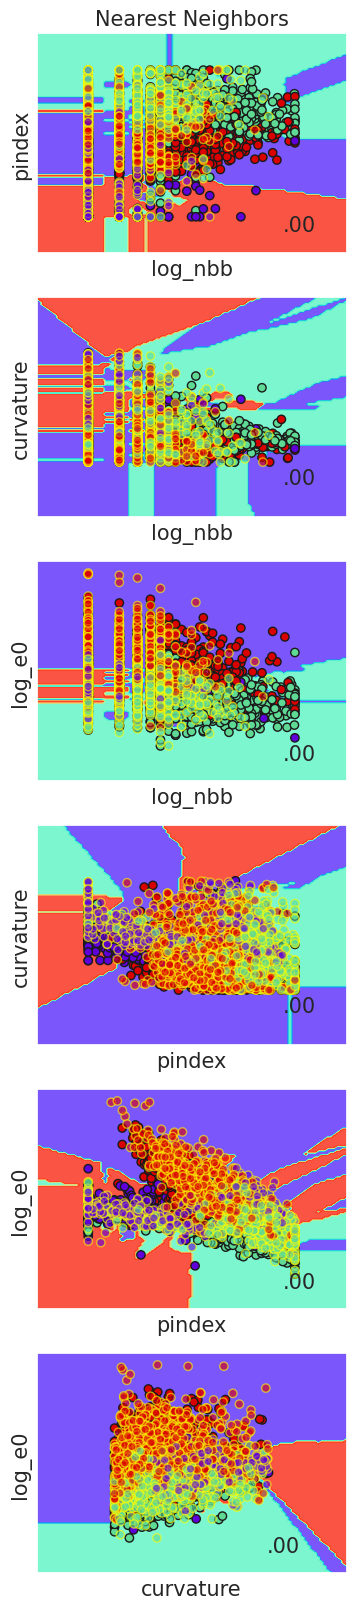 Nearest Neighbors
pindex
.00
log_nbb
curvature
.00
log_nbb
log_e0
.00
log_nbb
curvature
.00
pindex
log_e0
.00
pindex
log_e0
.00
curvature